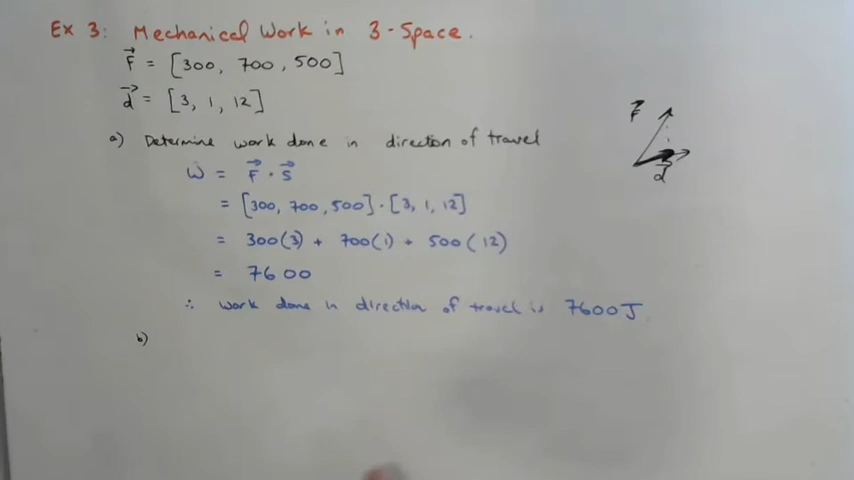 Ex 3: Mechanical Work in 3-Space.
F⃗ = [300, 700, 500]
d⃗ = [3, 1, 12]
F⃗
d⃗
a) Determine work done in direction of travel
W = F⃗ · s⃗
= [300, 700, 500] · [3, 1, 12]
= 300(3) + 700(1) + 500(12)
= 7600
∴ work done in direction of travel is 7600 J
b)